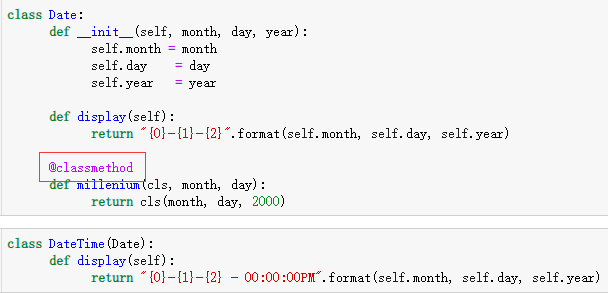 class Date:
    def __init__(self, month, day, year):
        self.month = month
        self.day   = day
        self.year  = year
    def display(self):
        return "{0}-{1}-{2}".format(self.month, self.day, self.year)
    @classmethod
    def millenium(cls, month, day):
        return cls(month, day, 2000)
class DateTime(Date):
    def display(self):
        return "{0}-{1}-{2} - 00:00:00PM".format(self.month, self.day, self.year)